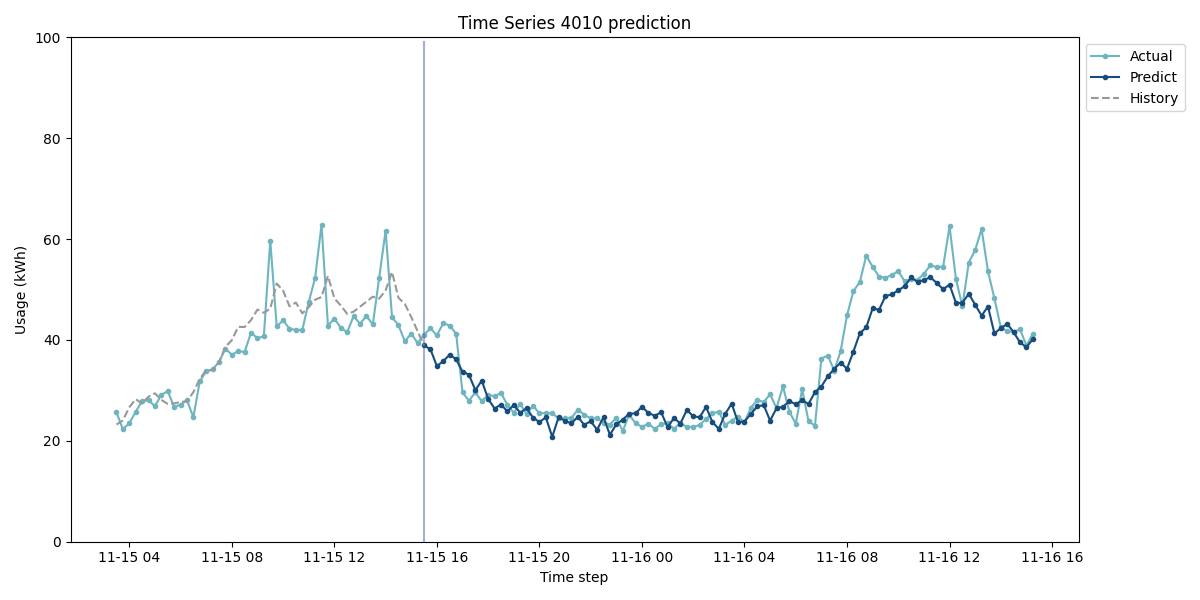 Time Series 4010 prediction
100
80
60
40
20
0
Usage (kWh)
11-15 04
11-15 08
11-15 12
11-15 16
11-15 20
11-16 00
11-16 04
11-16 08
11-16 12
11-16 16
Time step
Actual
Predict
History